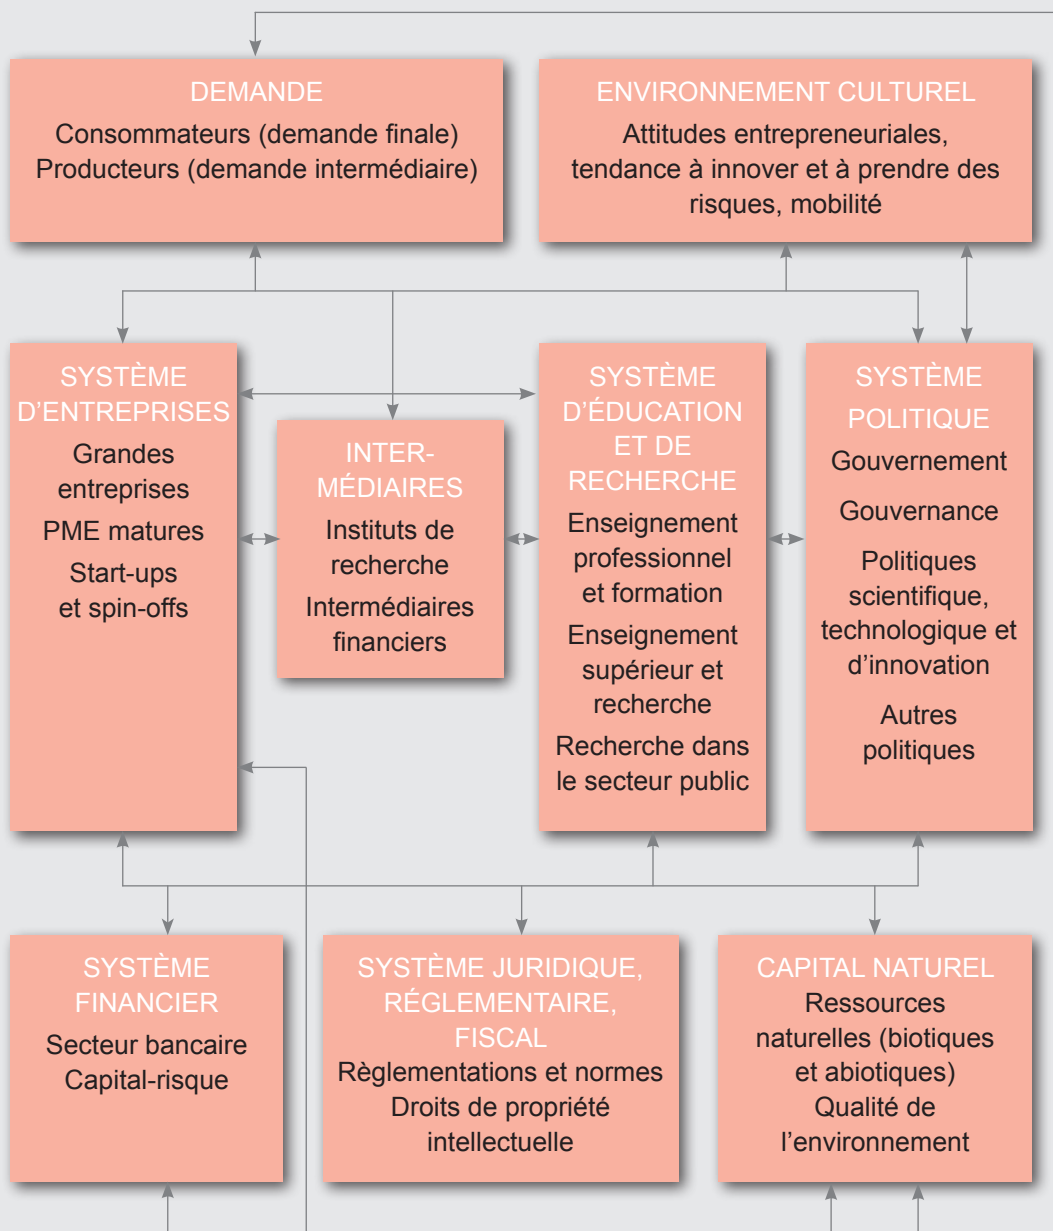 DEMANDE
Consommateurs (demande finale)
Producteurs (demande intermédiaire)
ENVIRONNEMENT CULTUREL
Attitudes entrepreneuriales,
tendance à innover et à prendre des
risques, mobilité
SYSTÈME
D’ENTREPRISES
Grandes
entreprises
PME matures
Start-ups
et spin-offs
INTER-
MÉDIAIRES
Instituts de
recherche
Intermédiaires
financiers
SYSTÈME
D’ÉDUCATION
ET DE
RECHERCHE
Enseignement
professionnel
et formation
Enseignement
supérieur et
recherche
Recherche dans
le secteur public
SYSTÈME
POLITIQUE
Gouvernement
Gouvernance
Politiques
scientifique,
technologique et
d’innovation
Autres
politiques
SYSTÈME
FINANCIER
Secteur bancaire
Capital-risque
SYSTÈME JURIDIQUE,
RÉGLEMENTAIRE,
FISCAL
Règlementations et normes
Droits de propriété
intellectuelle
CAPITAL NATUREL
Ressources
naturelles (biotiques
et abiotiques)
Qualité de
l’environnement